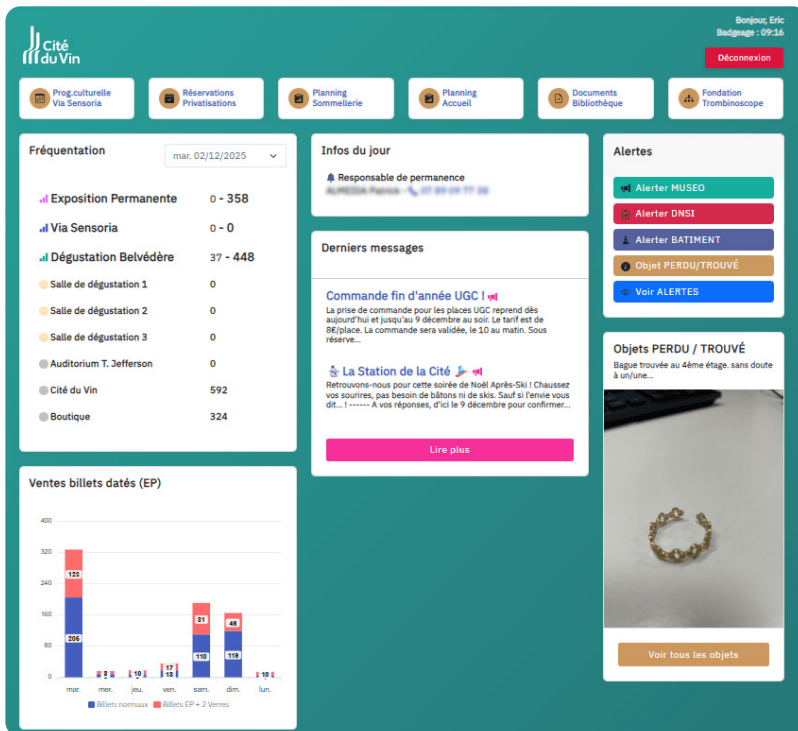 Cité
du Vin
Bonjour, Eric
Badgeage : 09:16
Déconnexion
Prog.culturelle
Via Sensoria
Réservations
Privatisations
Planning
Sommellerie
Planning
Accueil
Documents
Bibliothèque
Fondation
Trombinoscope
Fréquentation
mar. 02/12/2025
Exposition Permanente 0 - 358
Via Sensoria 0 - 0
Dégustation Belvédère 37 - 448
Salle de dégustation 1 0
Salle de dégustation 2 0
Salle de dégustation 3 0
Auditorium T. Jefferson 0
Cité du Vin 592
Boutique 324
Infos du jour
Responsable de permanence
Derniers messages
Commande fin d'année UGC !
La prise de commande pour les places UGC reprend dès
aujourd'hui et jusqu'au 9 décembre au soir. Le tarif est de
8€/place. La commande sera validée, le 10 au matin. Sous
réserve...
La Station de la Cité
Retrouvons-nous pour cette soirée de Noël Après-Ski ! Chaussez
vos sourires, pas besoin de bâtons ni de skis. Sauf si l'envie vous
dit... ! ------ A vos réponses, d'ici le 9 décembre pour confirmer...
Lire plus
Alertes
Alerter MUSEO
Alerter DNSI
Alerter BATIMENT
Objet PERDU/TROUVÉ
Voir ALERTES
Objets PERDU / TROUVÉ
Bague trouvée au 4ème étage. sans doute
à un/une...
Voir tous les objets
Ventes billets datés (EP)
400
320
240
160
80
0
123
205
8
10
17
18
81
110
46
118
10
mar. mer. jeu. ven. sam. dim. lun.
Billets normaux Billets EP + 2 Verres